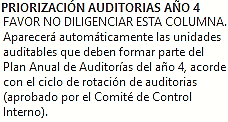 PRIORIZACIÓN AUDITORIAS AÑO 4
FAVOR NO DILIGENCIAR ESTA COLUMNA.
Aparecerá automáticamente las unidades
auditables que deben formar parte del
Plan Anual de Auditorías del año 4, acorde
con el ciclo de rotación de auditorias
(aprobado por el Comité de Control
Interno).